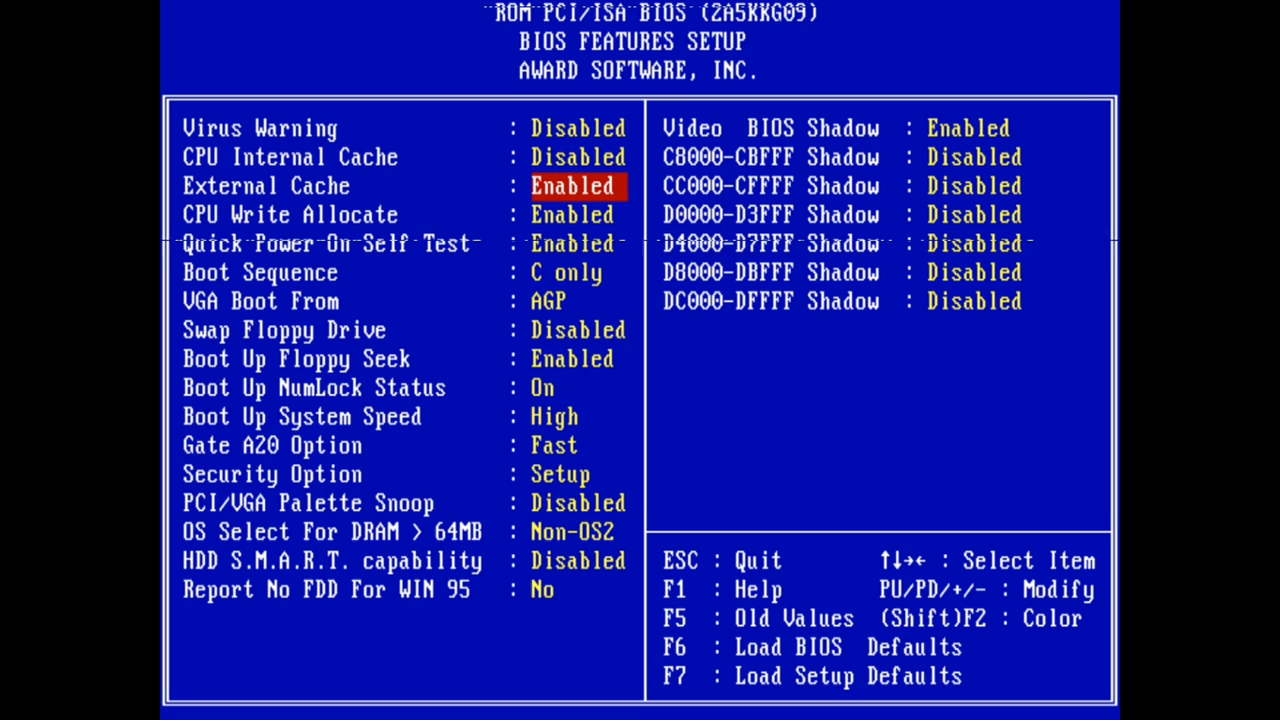 ROM PCI/ISA BIOS (2A5KKG09)
BIOS FEATURES SETUP
AWARD SOFTWARE, INC.
Virus Warning : Disabled
CPU Internal Cache : Disabled
External Cache : Enabled
CPU Write Allocate : Enabled
Quick Power On Self Test : Enabled
Boot Sequence : C only
VGA Boot From : AGP
Swap Floppy Drive : Disabled
Boot Up Floppy Seek : Enabled
Boot Up NumLock Status : On
Boot Up System Speed : High
Gate A20 Option : Fast
Security Option : Setup
PCI/VGA Palette Snoop : Disabled
OS Select For DRAM > 64MB : Non-OS2
HDD S.M.A.R.T. capability : Disabled
Report No FDD For WIN 95 : No
Video BIOS Shadow : Enabled
C8000-CBFFF Shadow : Disabled
CC000-CFFFF Shadow : Disabled
D0000-D3FFF Shadow : Disabled
D4000-D7FFF Shadow : Disabled
D8000-DBFFF Shadow : Disabled
DC000-DFFFF Shadow : Disabled
ESC : Quit ↑↓→← : Select Item
F1 : Help PU/PD/+/- : Modify
F5 : Old Values (Shift)F2 : Color
F6 : Load BIOS Defaults
F7 : Load Setup Defaults